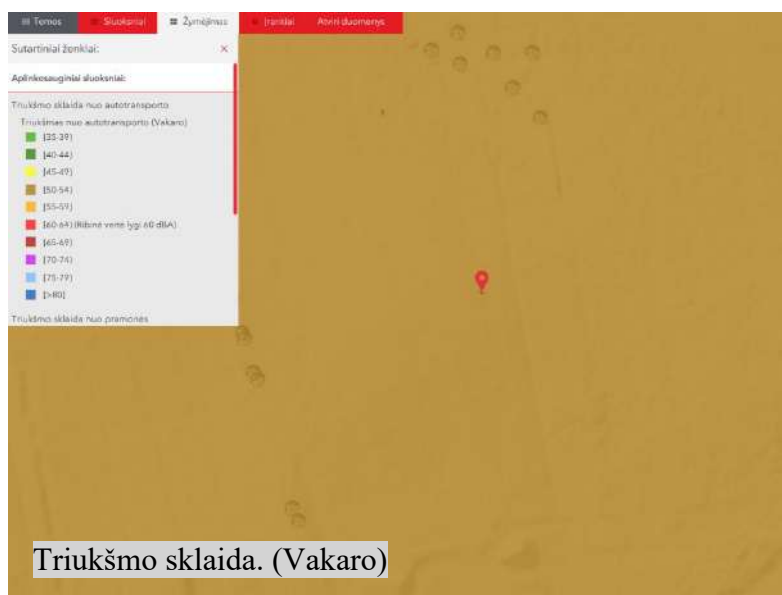 Temos Sluoksniai Žymėjimas Įrankiai Atviri duomenys
Sutartiniai ženklai: ×
Aplinkosauginiai sluoksniai:
Triukšmo sklaida nuo autotransporto
Triukšmas nuo autotransporto (Vakaro)
[35-39)
[40-44)
[45-49)
[50-54)
[55-59)
[60-64) (Ribinė vertė lygi 60 dBA)
[65-69)
[70-74)
[75-79)
[>80]
Triukšmo sklaida nuo pramonės
Triukšmo sklaida. (Vakaro)